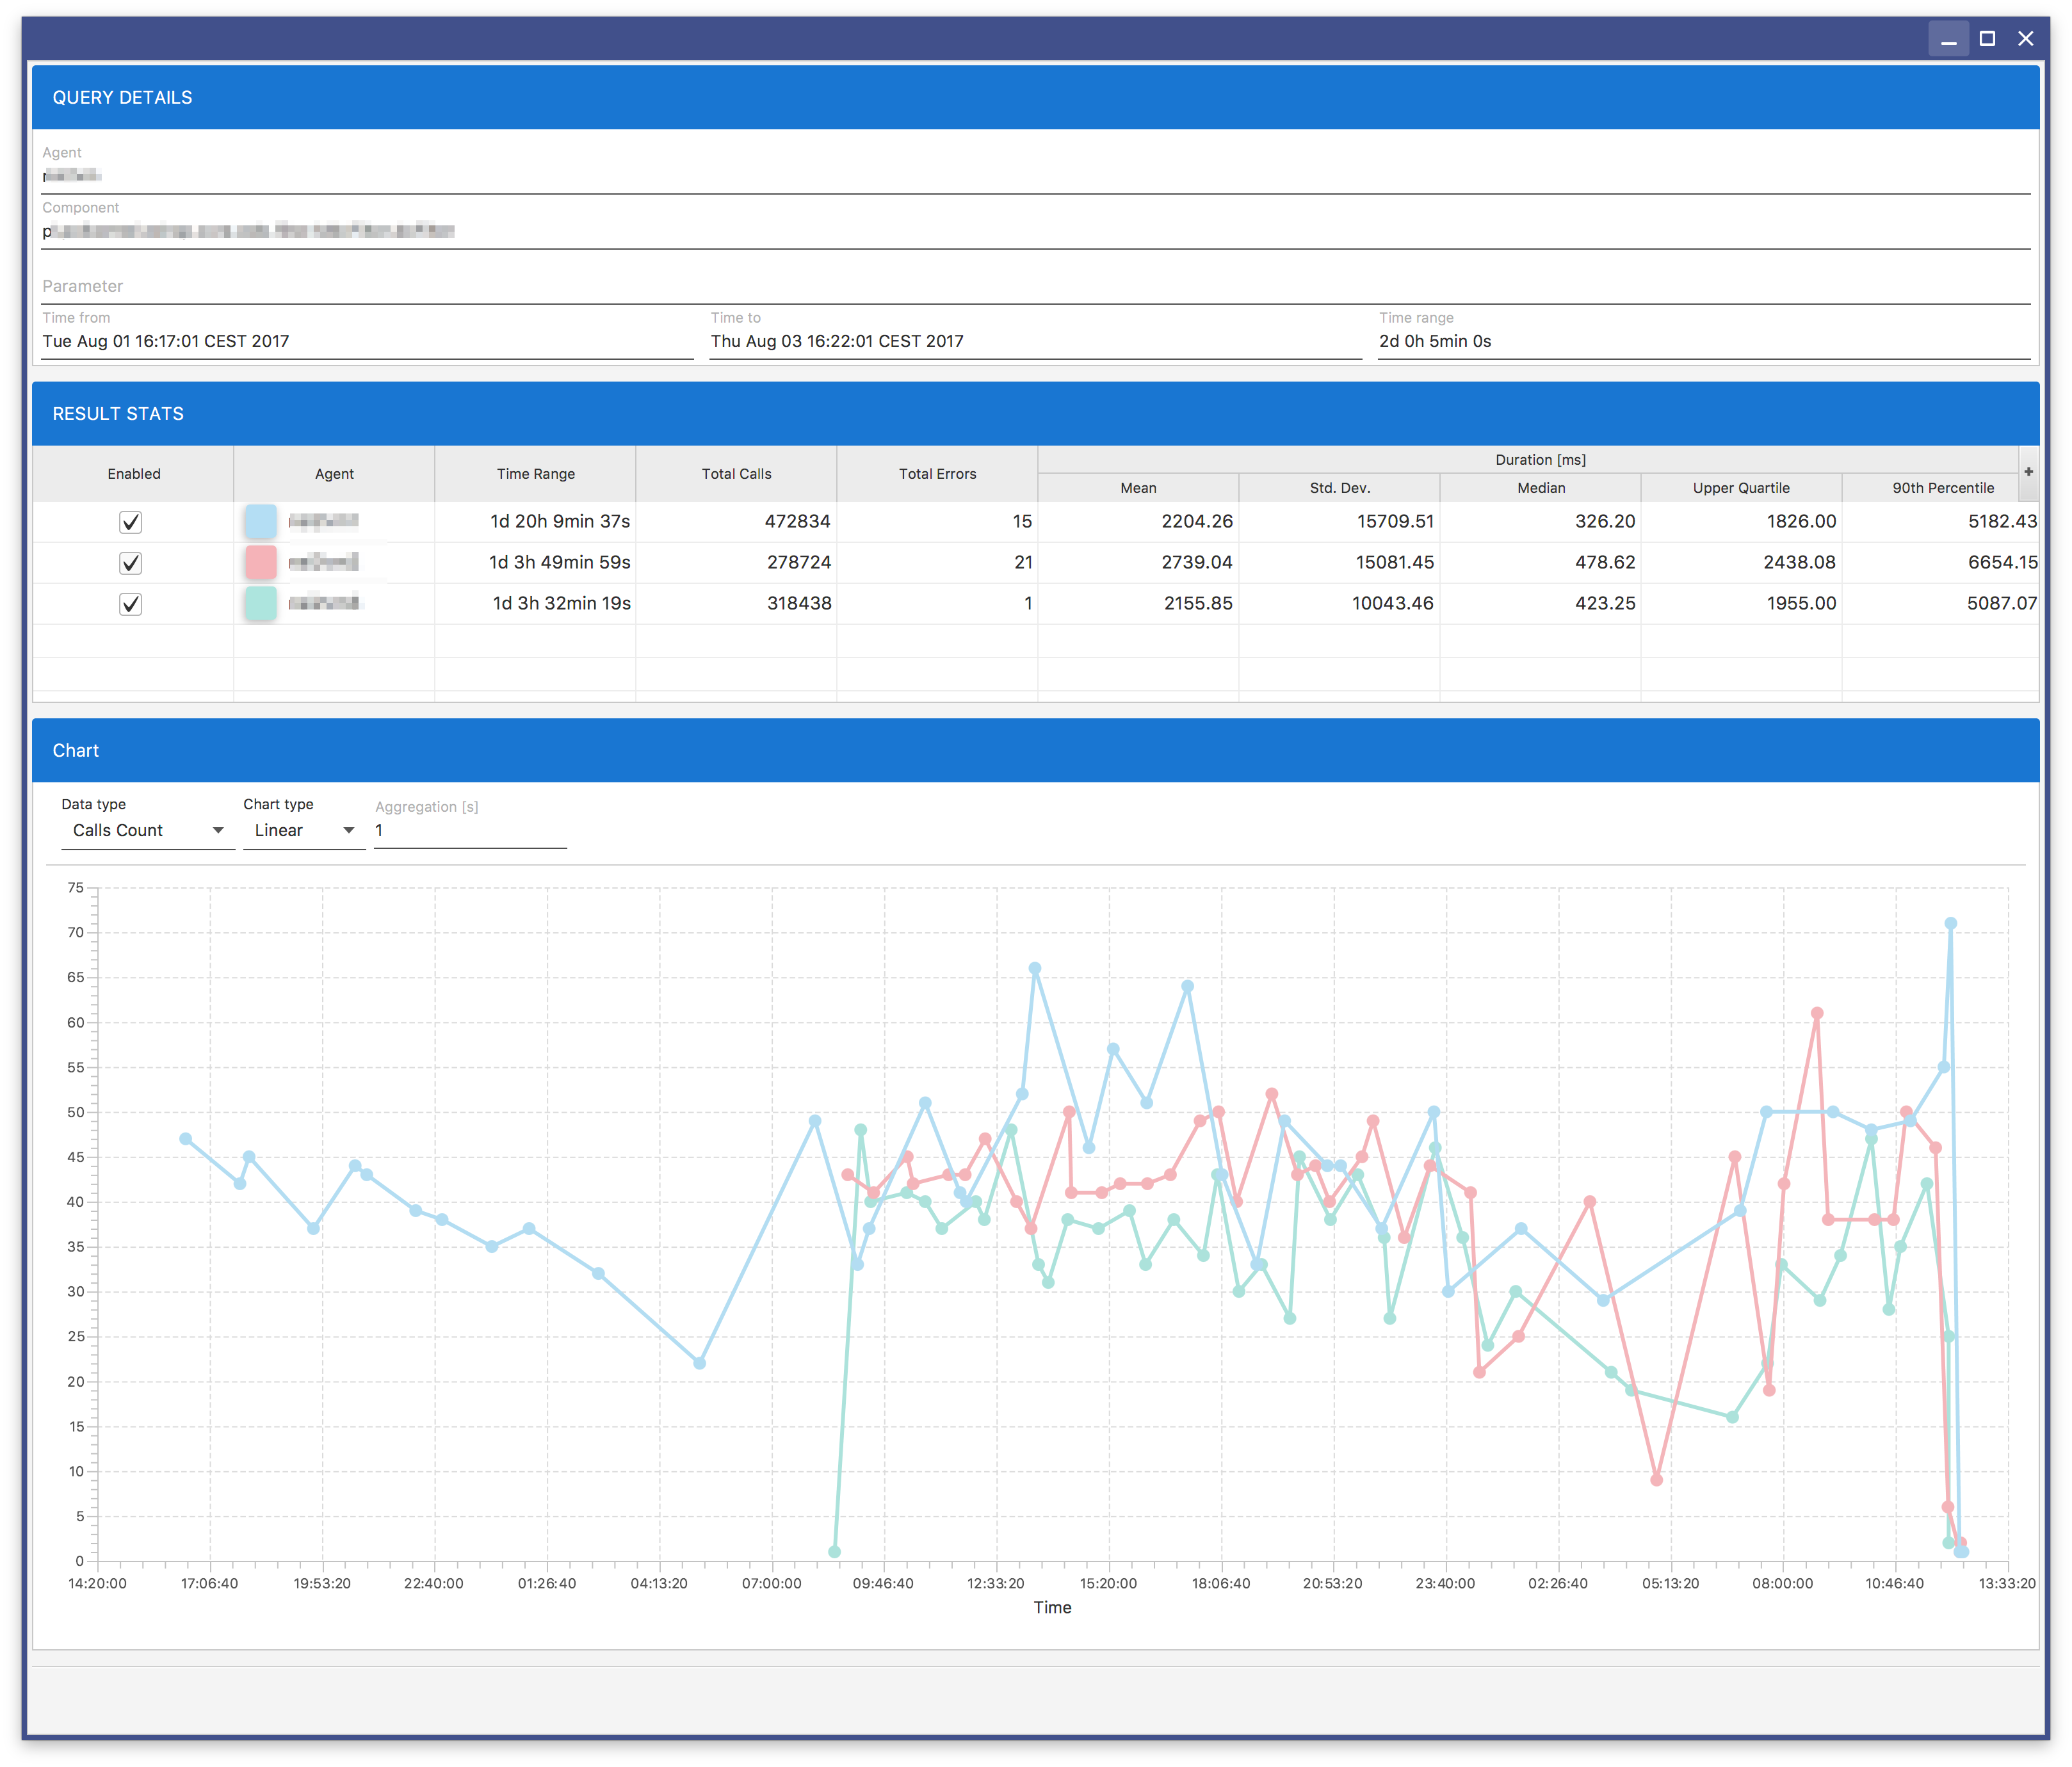 QUERY DETAILS
Agent
Component
Parameter
Time from Time to Time range
Tue Aug 01 16:17:01 CEST 2017 Thu Aug 03 16:22:01 CEST 2017 2d 0h 5min 0s
RESULT STATS
Enabled Agent Time Range Total Calls Total Errors Duration [ms] +
Mean Std. Dev. Median Upper Quartile 90th Percentile
1d 20h 9min 37s 472834 15 2204.26 15709.51 326.20 1826.00 5182.43
1d 3h 49min 59s 278724 21 2739.04 15081.45 478.62 2438.08 6654.15
1d 3h 32min 19s 318438 1 2155.85 10043.46 423.25 1955.00 5087.07
Chart
Data type Chart type Aggregation [s]
Calls Count Linear 1
75
70
65
60
55
50
45
40
35
30
25
20
15
10
5
0
14:20:00 17:06:40 19:53:20 22:40:00 01:26:40 04:13:20 07:00:00 09:46:40 12:33:20 15:20:00 18:06:40 20:53:20 23:40:00 02:26:40 05:13:20 08:00:00 10:46:40 13:33:20
Time